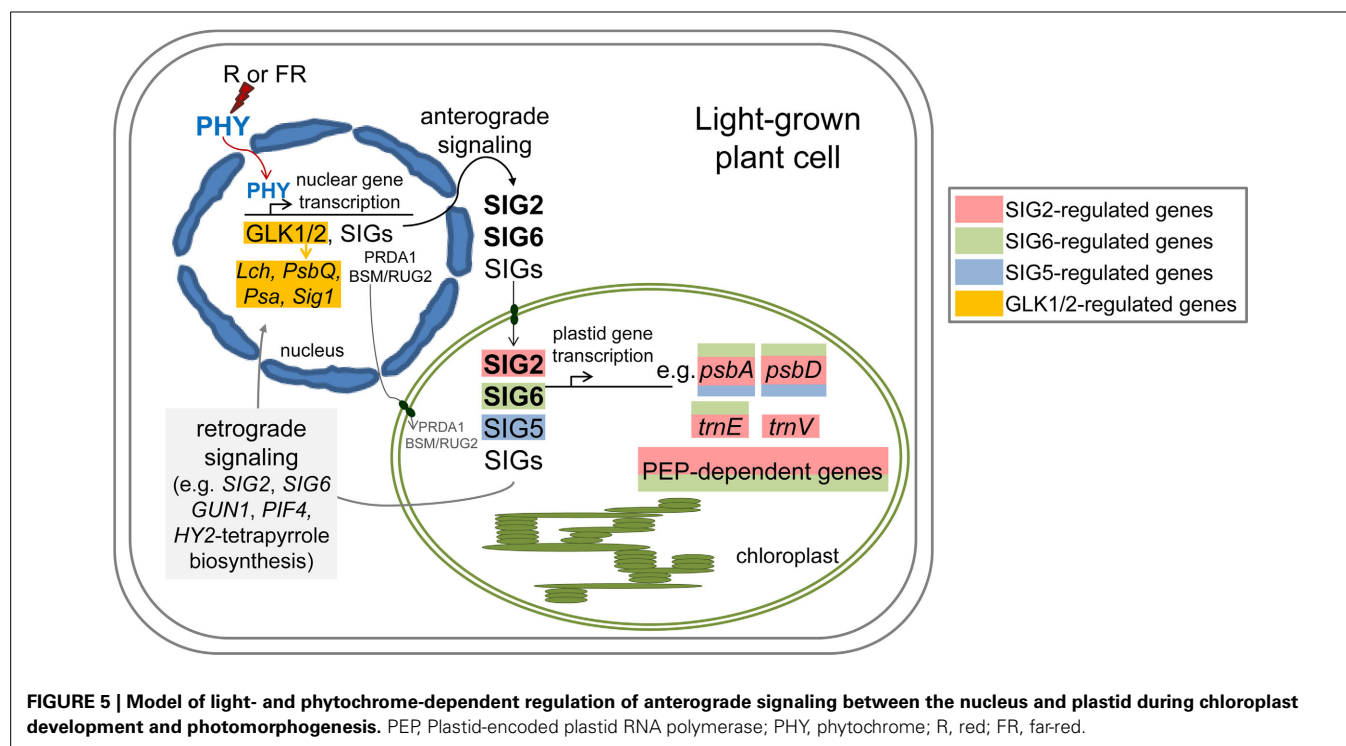 R or FR
PHY
PHY
nuclear gene
transcription
GLK1/2, SIGs
Lch, PsbQ,
Psa, Sig1
PRDA1
BSM/RUG2
nucleus
anterograde
signaling
SIG2
SIG6
SIGs
Light-grown
plant cell
retrograde
signaling
(e.g. SIG2, SIG6
GUN1, PIF4,
HY2-tetrapyrrole
biosynthesis)
PRDA1
BSM/RUG2
SIG2
SIG6
SIG5
SIGs
plastid gene
transcription
e.g. psbA psbD
trnE trnV
PEP-dependent genes
chloroplast
SIG2-regulated genes
SIG6-regulated genes
SIG5-regulated genes
GLK1/2-regulated genes
FIGURE 5 | Model of light- and phytochrome-dependent regulation of anterograde signaling between the nucleus and plastid during chloroplast
development and photomorphogenesis. PEP, Plastid-encoded plastid RNA polymerase; PHY, phytochrome; R, red; FR, far-red.